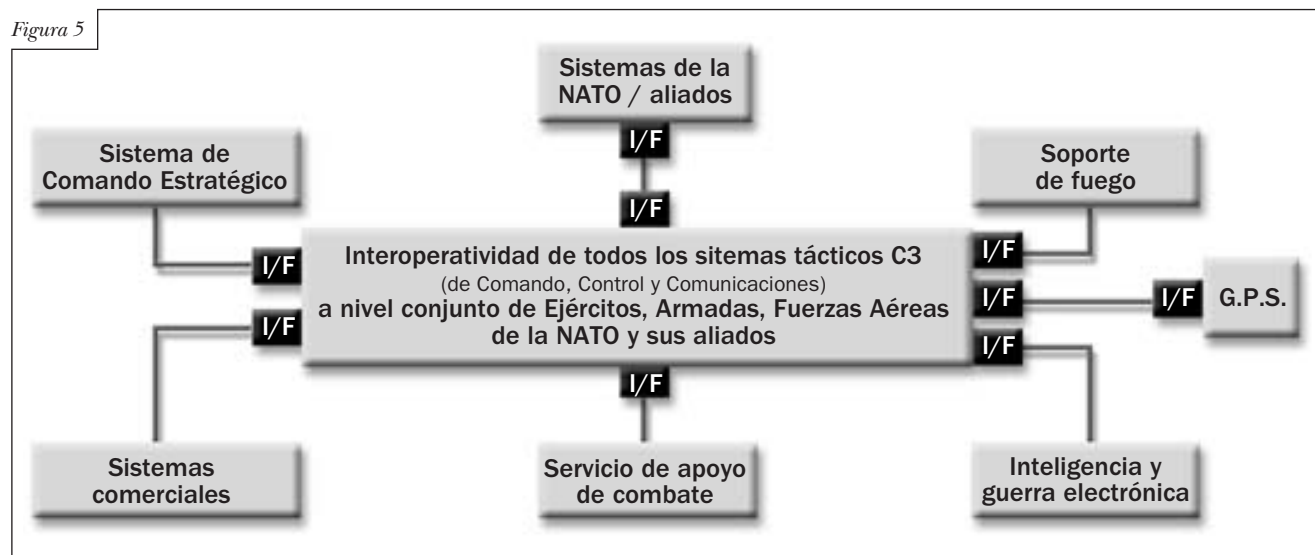 Figura 5
Sistemas de la
NATO / aliados
I/F
I/F
Sistema de
Comando Estratégico
I/F
Soporte
de fuego
I/F
Interoperatividad de todos los sitemas tácticos C3
(de Comando, Control y Comunicaciones)
a nivel conjunto de Ejércitos, Armadas, Fuerzas Aéreas
de la NATO y sus aliados
I/F
I/F
G.P.S.
I/F
I/F
I/F
Sistemas
comerciales
Servicio de apoyo
de combate
Inteligencia y
guerra electrónica